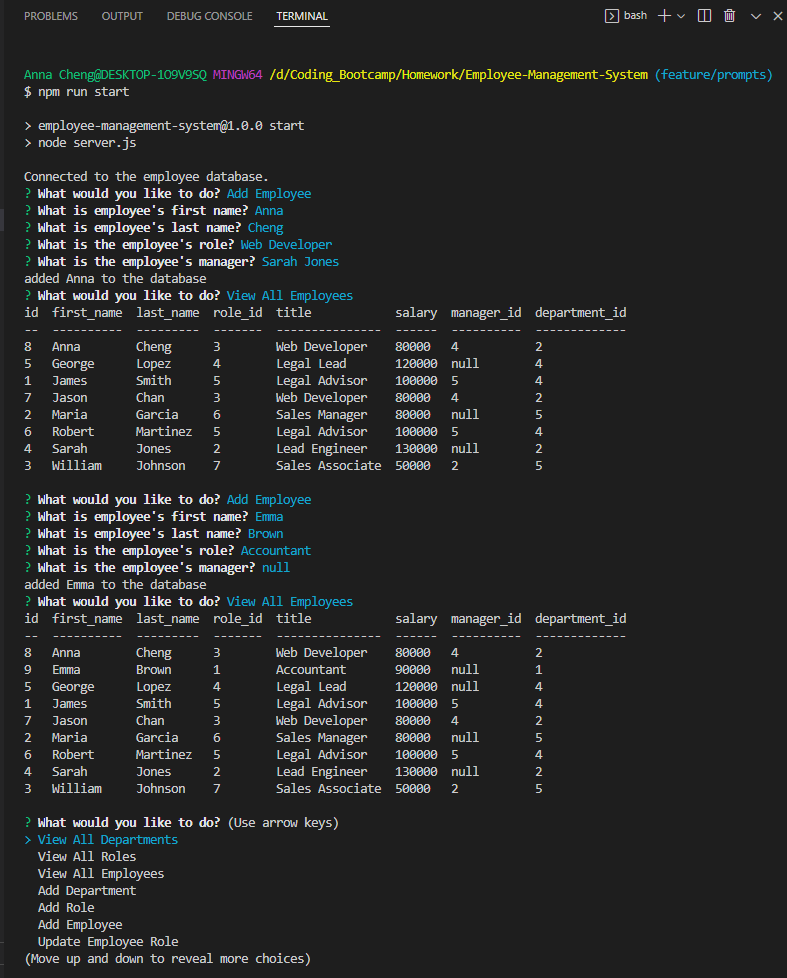 PROBLEMS OUTPUT DEBUG CONSOLE TERMINAL bash
Anna Cheng@DESKTOP-1O9V9SQ MINGW64 /d/Coding_Bootcamp/Homework/Employee-Management-System (feature/prompts)
$ npm run start
> employee-management-system@1.0.0 start
> node server.js
Connected to the employee database.
? What would you like to do? Add Employee
? What is employee's first name? Anna
? What is employee's last name? Cheng
? What is the employee's role? Web Developer
? What is the employee's manager? Sarah Jones
added Anna to the database
? What would you like to do? View All Employees
id  first_name  last_name  role_id  title            salary  manager_id  department_id
--  ----------  ---------  -------  ---------------  ------  ----------  -------------
8   Anna        Cheng      3        Web Developer    80000   4           2
5   George      Lopez      4        Legal Lead       120000  null        4
1   James       Smith      5        Legal Advisor    100000  5           4
7   Jason       Chan       3        Web Developer    80000   4           2
2   Maria       Garcia     6        Sales Manager    80000   null        5
6   Robert      Martinez   5        Legal Advisor    100000  5           4
4   Sarah       Jones      2        Lead Engineer    130000  null        2
3   William     Johnson    7        Sales Associate  50000   2           5
? What would you like to do? Add Employee
? What is employee's first name? Emma
? What is employee's last name? Brown
? What is the employee's role? Accountant
? What is the employee's manager? null
added Emma to the database
? What would you like to do? View All Employees
id  first_name  last_name  role_id  title            salary  manager_id  department_id
--  ----------  ---------  -------  ---------------  ------  ----------  -------------
8   Anna        Cheng      3        Web Developer    80000   4           2
9   Emma        Brown      1        Accountant       90000   null        1
5   George      Lopez      4        Legal Lead       120000  null        4
1   James       Smith      5        Legal Advisor    100000  5           4
7   Jason       Chan       3        Web Developer    80000   4           2
2   Maria       Garcia     6        Sales Manager    80000   null        5
6   Robert      Martinez   5        Legal Advisor    100000  5           4
4   Sarah       Jones      2        Lead Engineer    130000  null        2
3   William     Johnson    7        Sales Associate  50000   2           5
? What would you like to do? (Use arrow keys)
> View All Departments
View All Roles
View All Employees
Add Department
Add Role
Add Employee
Update Employee Role
(Move up and down to reveal more choices)